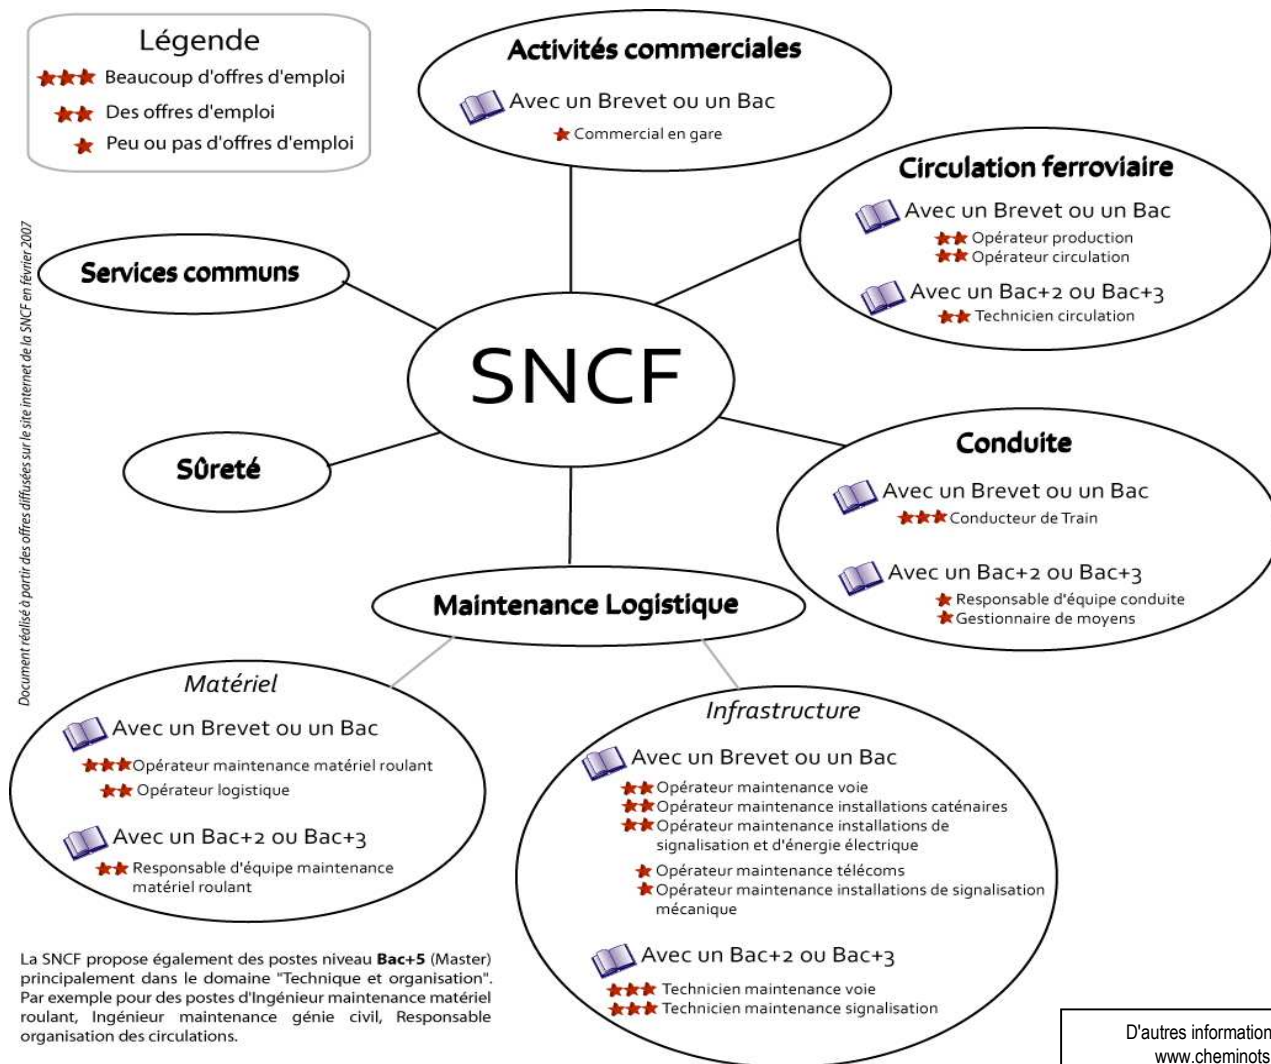 Légende
Beaucoup d'offres d'emploi
Des offres d'emploi
Peu ou pas d'offres d'emploi
Activités commerciales
Avec un Brevet ou un Bac
Commercial en gare
Circulation ferroviaire
Avec un Brevet ou un Bac
Opérateur production
Opérateur circulation
Avec un Bac+2 ou Bac+3
Technicien circulation
Services communs
SNCF
Sûreté
Conduite
Avec un Brevet ou un Bac
Conducteur de Train
Avec un Bac+2 ou Bac+3
Responsable d'équipe conduite
Gestionnaire de moyens
Maintenance Logistique
Matériel
Avec un Brevet ou un Bac
Opérateur maintenance matériel roulant
Opérateur logistique
Avec un Bac+2 ou Bac+3
Responsable d'équipe maintenance
matériel roulant
Infrastructure
Avec un Brevet ou un Bac
Opérateur maintenance voie
Opérateur maintenance installations caténaires
Opérateur maintenance installations de
signalisation et d'énergie électrique
Opérateur maintenance télécoms
Opérateur maintenance installations de signalisation
mécanique
Avec un Bac+2 ou Bac+3
Technicien maintenance voie
Technicien maintenance signalisation
Document réalisé à partir des offres diffusées sur le site internet de la SNCF en février 2007
La SNCF propose également des postes niveau Bac+5 (Master)
principalement dans le domaine "Technique et organisation".
Par exemple pour des postes d'Ingénieur maintenance matériel
roulant, Ingénieur maintenance génie civil, Responsable
organisation des circulations.
D'autres information
www.cheminots